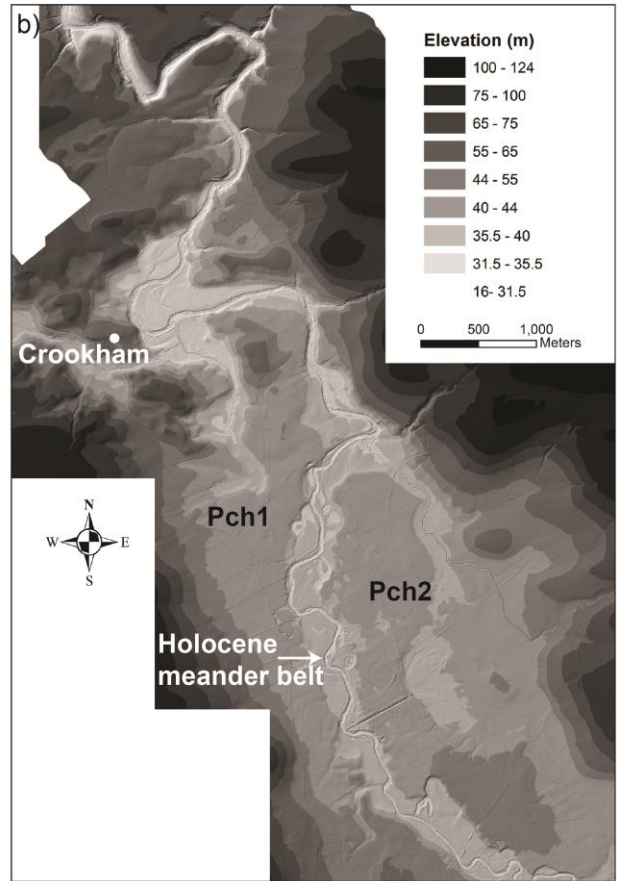 b)
Elevation (m)
100 - 124
75 - 100
65 - 75
55 - 65
44 - 55
40 - 44
35.5 - 40
31.5 - 35.5
16- 31.5
0 500 1,000
Meters
Crookham
N
W E
S
Pch1
Pch2
Holocene
meander belt